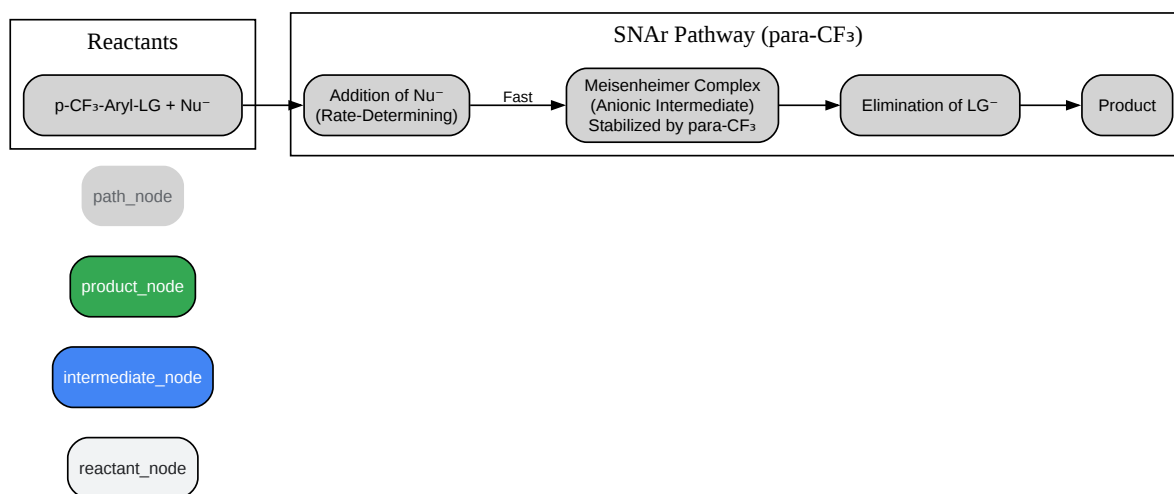 Reactants
SNAr Pathway (para-CF₃)
p-CF₃-Aryl-LG + Nu⁻
Addition of Nu⁻
(Rate-Determining)
Fast
Meisenheimer Complex
(Anionic Intermediate)
Stabilized by para-CF₃
Elimination of LG⁻
Product
path_node
product_node
intermediate_node
reactant_node